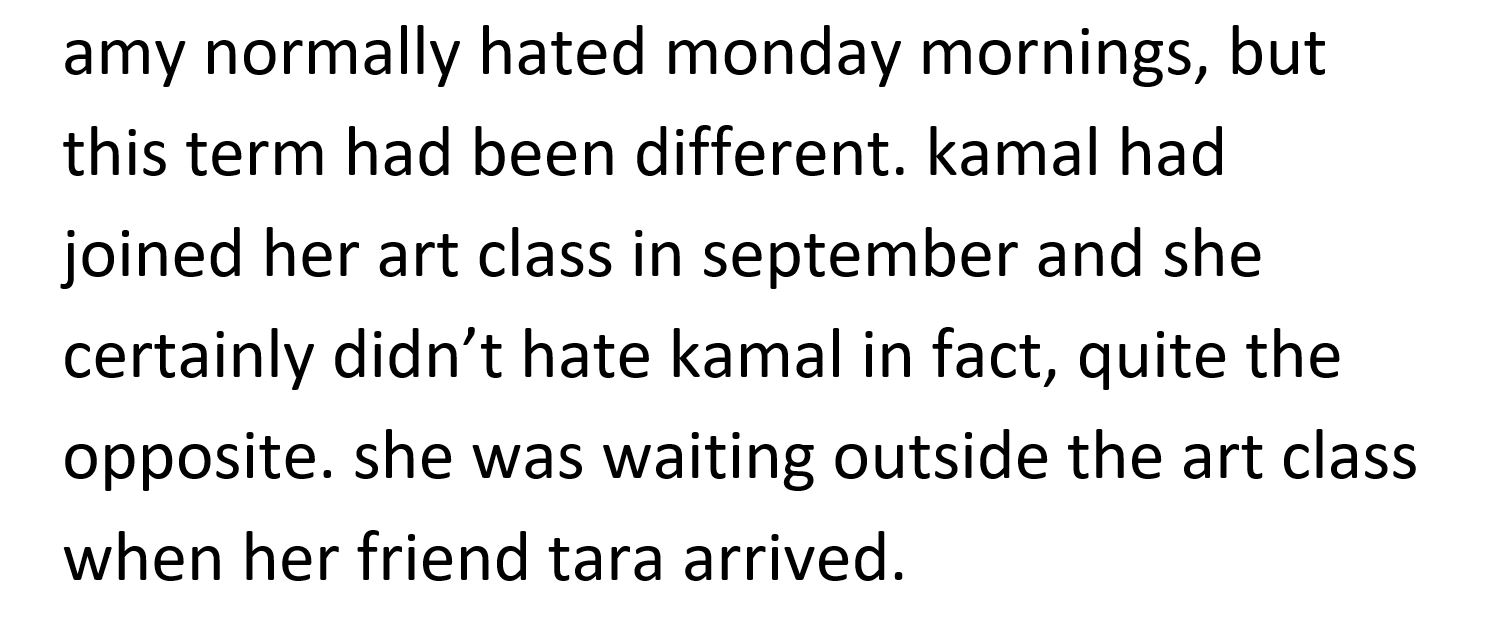 amy normally hated monday mornings, but
this term had been different. kamal had
joined her art class in september and she
certainly didn’t hate kamal in fact, quite the
opposite. she was waiting outside the art class
when her friend tara arrived.